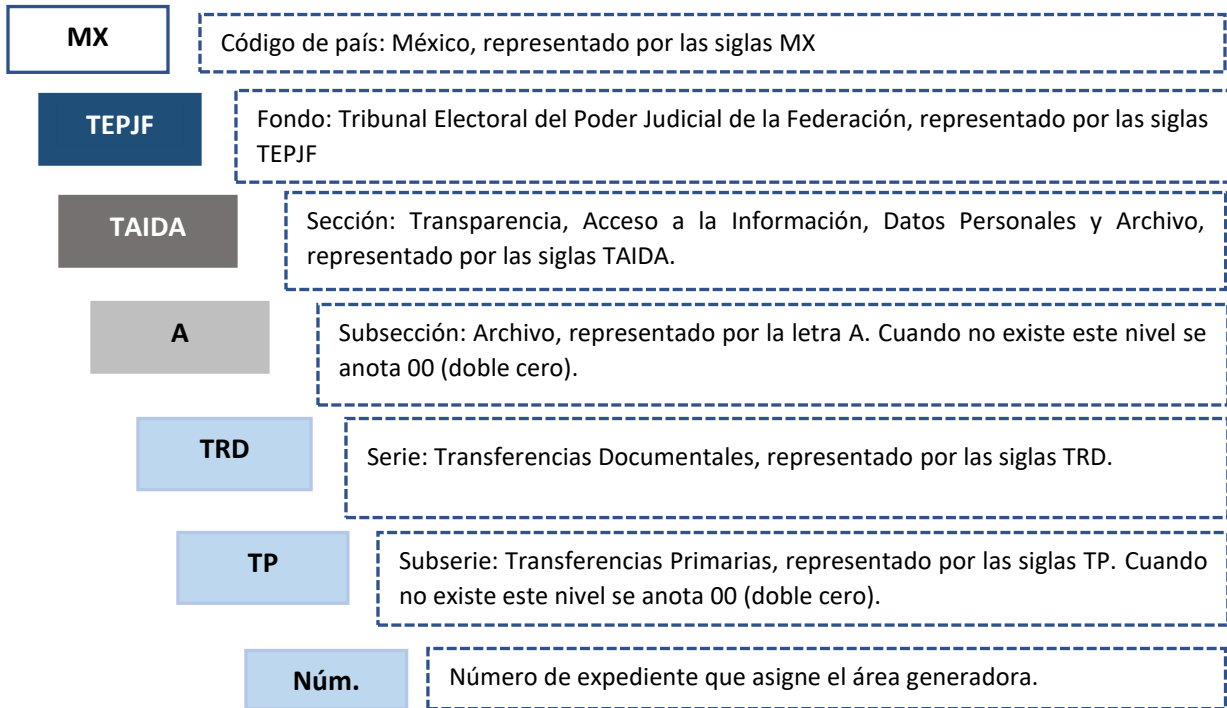 MX
Código de país: México, representado por las siglas MX
TEPJF
Fondo: Tribunal Electoral del Poder Judicial de la Federación, representado por las siglas
TEPJF
TAIDA
Sección: Transparencia, Acceso a la Información, Datos Personales y Archivo,
representado por las siglas TAIDA.
A
Subsección: Archivo, representado por la letra A. Cuando no existe este nivel se
anota 00 (doble cero).
TRD
Serie: Transferencias Documentales, representado por las siglas TRD.
TP
Subserie: Transferencias Primarias, representado por las siglas TP. Cuando
no existe este nivel se anota 00 (doble cero).
Núm.
Número de expediente que asigne el área generadora.